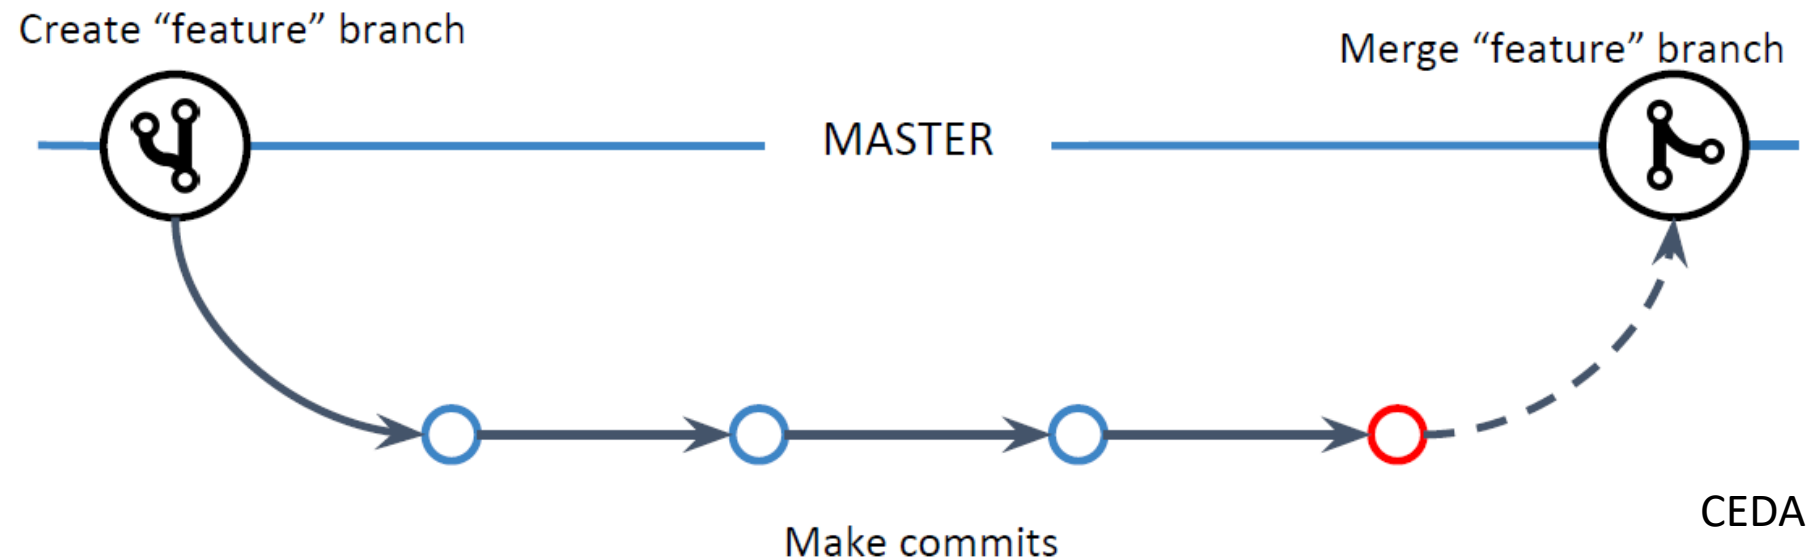 Create “feature” branch
Merge “feature” branch
MASTER
CEDA
Make commits